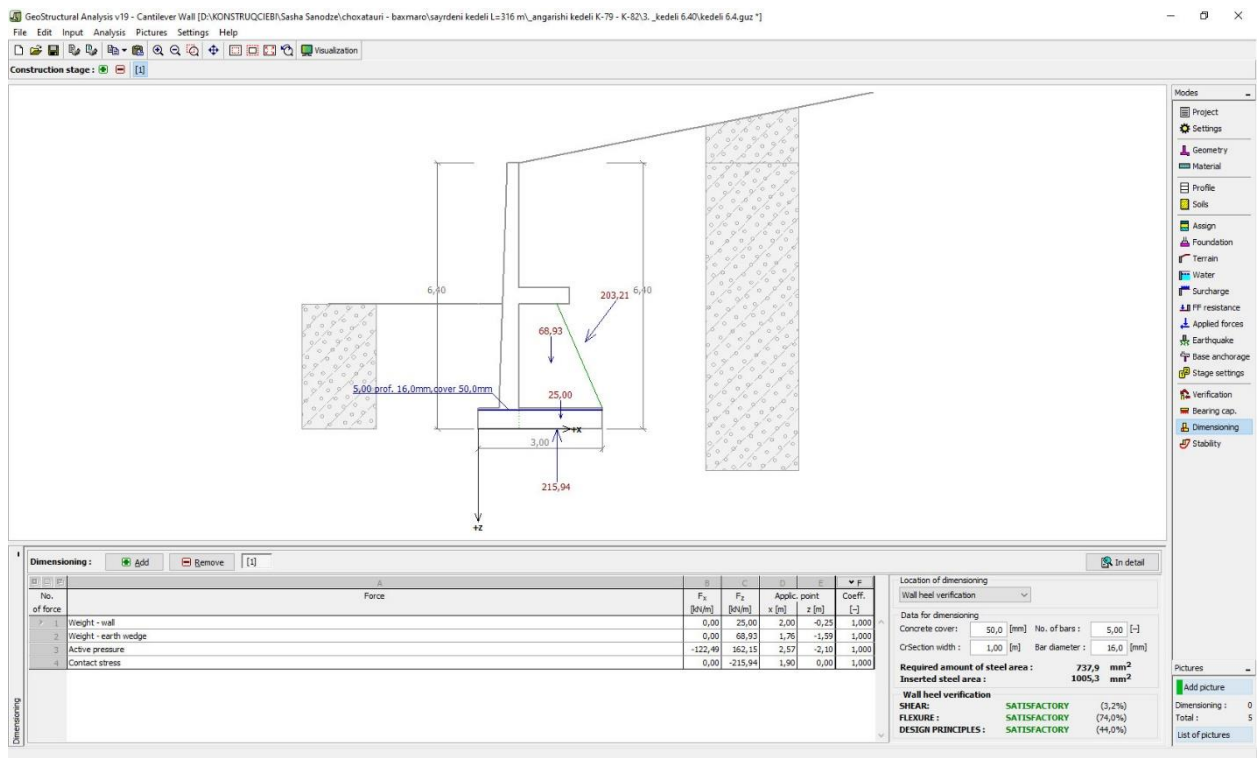 GeoStructural Analysis v19 - Cantilever Wall [D:\KONSTRUQCIEBI\Sasha Sanodze\choxatauri - baxmaro\sayrdeni kedeli L=316 m\_angarishi kedeli K-79 - K-82\3. _kedeli 6.40\kedeli 6.4.guz *]
File Edit Input Analysis Pictures Settings Help
Visualization
Construction stage : [1]
6,40
203,21
6,40
68,93
5,00 prof. 16,0mm,cover 50,0mm
25,00
+x
3,00
215,94
+z
Modes
Project
Settings
Geometry
Material
Profile
Soils
Assign
Foundation
Terrain
Water
Surcharge
FF resistance
Applied forces
Earthquake
Base anchorage
Stage settings
Verification
Bearing cap.
Dimensioning
Stability
Dimensioning : Add Remove [1] In detail
A B C D E F
No. Force Fx Fz Applic. point Coeff.
of force [kN/m] [kN/m] x [m] z [m] [-]
1 Weight - wall 0,00 25,00 2,00 -0,25 1,000
2 Weight - earth wedge 0,00 68,93 1,76 -1,59 1,000
3 Active pressure -122,49 162,15 2,57 -2,10 1,000
4 Contact stress 0,00 -215,94 1,90 0,00 1,000
Location of dimensioning
Wall heel verification
Data for dimensioning
Concrete cover: 50,0 [mm] No. of bars : 5,00 [-]
CrSection width : 1,00 [m] Bar diameter : 16,0 [mm]
Required amount of steel area : 737,9 mm2
Inserted steel area : 1005,3 mm2
Wall heel verification
SHEAR: SATISFACTORY (3,2%)
FLEXURE : SATISFACTORY (74,0%)
DESIGN PRINCIPLES : SATISFACTORY (44,0%)
Pictures
Add picture
Dimensioning : 0
Total : 5
List of pictures
Dimensioning